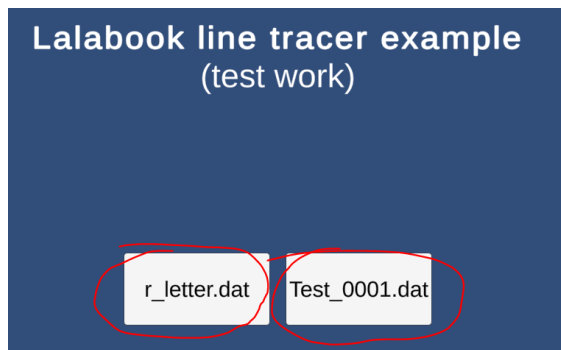 Lalabook line tracer example
(test work)
r_letter.dat
Test_0001.dat